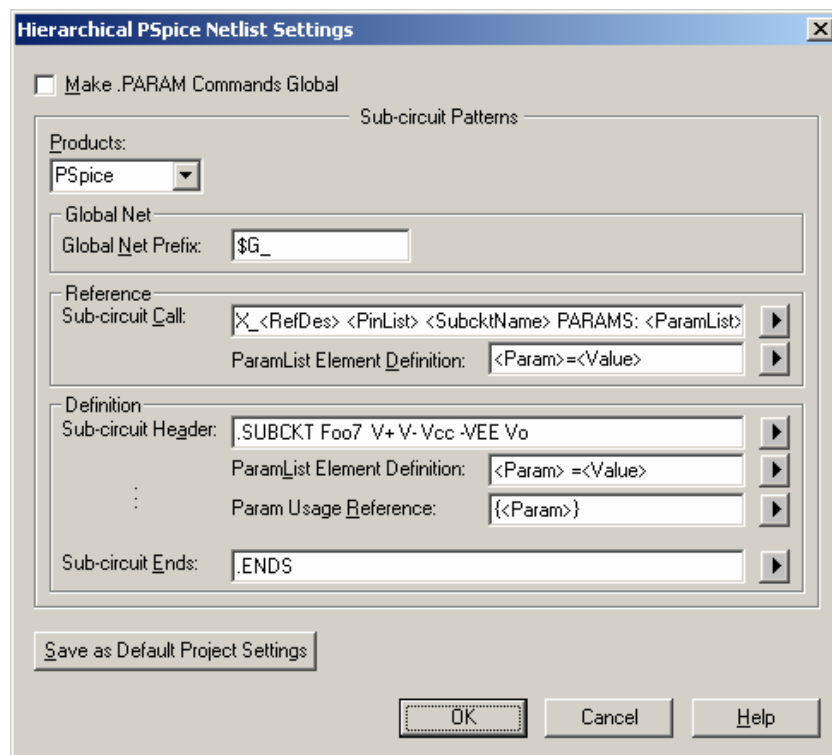 Hierarchical PSpice Netlist Settings
Make .PARAM Commands Global
Sub-circuit Patterns
Products:
PSpice
Global Net
Global Net Prefix: $G_
Reference
Sub-circuit Call: X_<RefDes> <PinList> <SubcktName> PARAMS: <ParamList>
ParamList Element Definition: <Param>=<Value>
Definition
Sub-circuit Header: .SUBCKT Foo7 V+ V- Vcc -VEE Vo
ParamList Element Definition: <Param> =<Value>
Param Usage Reference: {<Param>}
Sub-circuit Ends: .ENDS
Save as Default Project Settings
OK Cancel Help